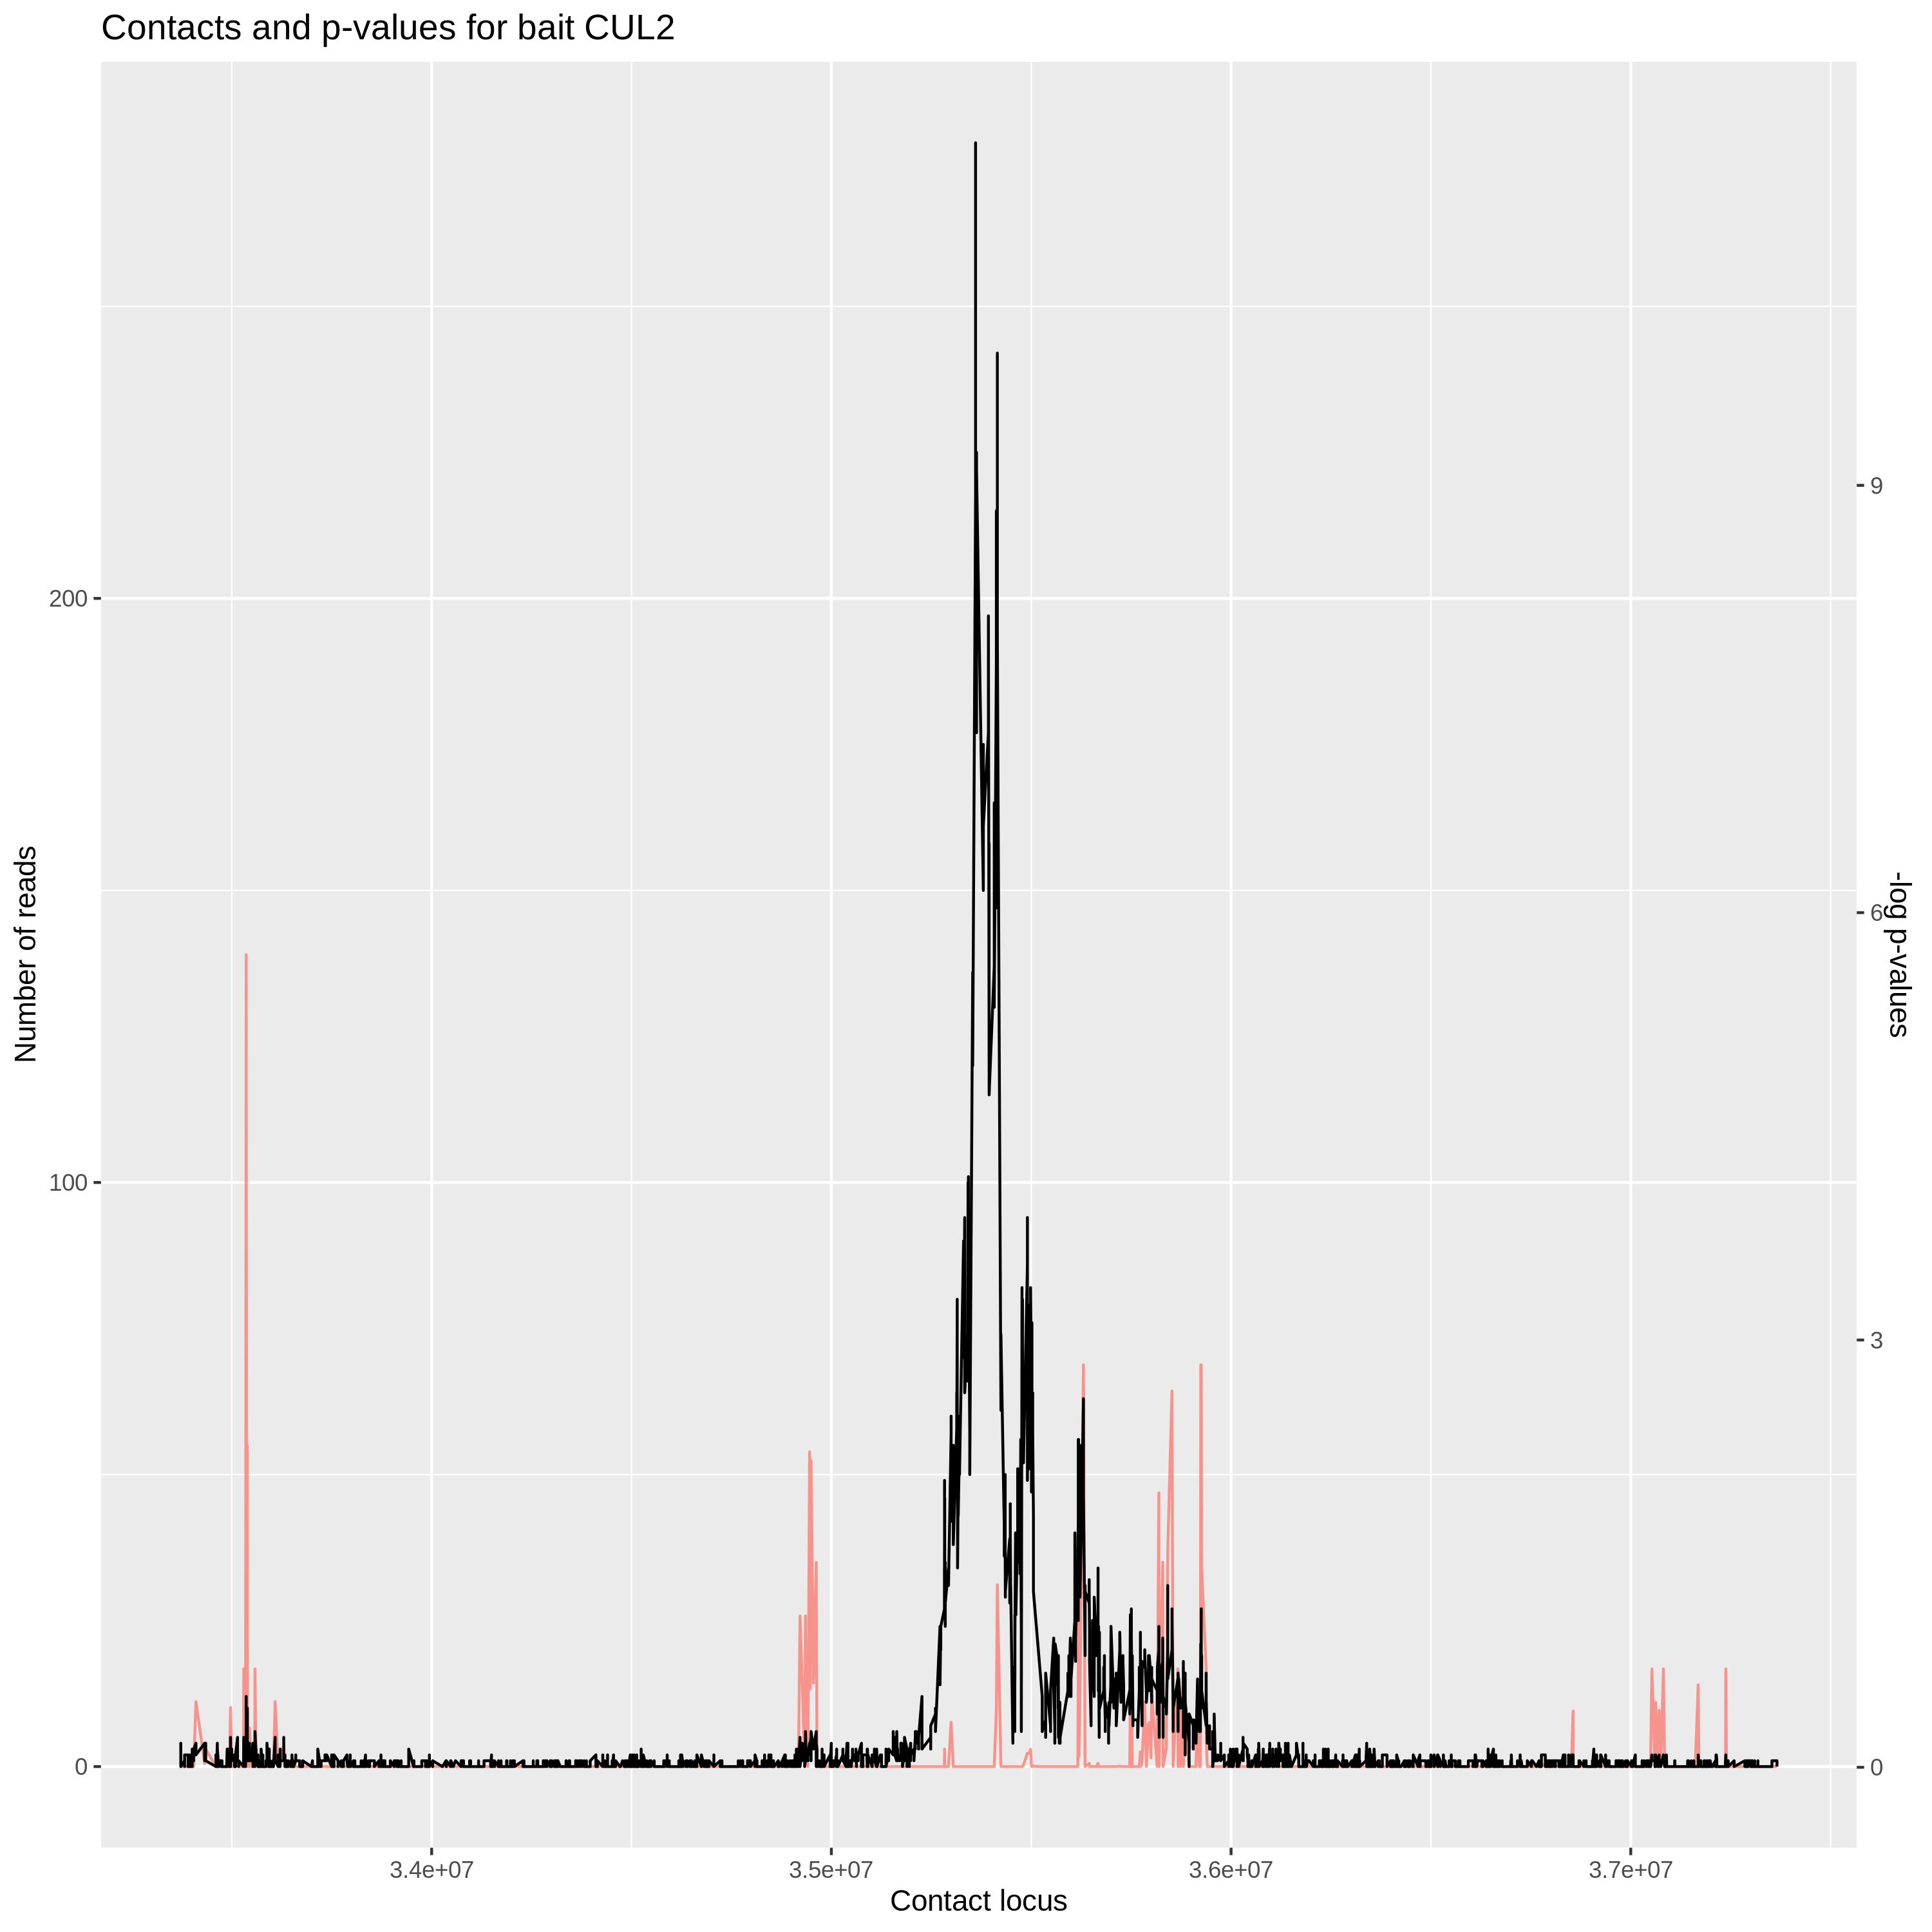 Contacts and p-values for bait CUL2
Number of reads
200
100
0
9
6
3
0
-log p-values
3.4e+07
3.5e+07
3.6e+07
3.7e+07
Contact locus